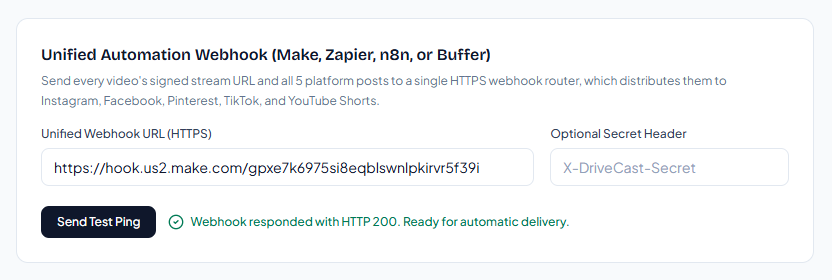 Unified Automation Webhook (Make, Zapier, n8n, or Buffer)
Send every video's signed stream URL and all 5 platform posts to a single HTTPS webhook router, which distributes them to
Instagram, Facebook, Pinterest, TikTok, and YouTube Shorts.
Unified Webhook URL (HTTPS)
Optional Secret Header
https://hook.us2.make.com/gpxe7k6975si8eqblswnlpkirvr5f39i
X-DriveCast-Secret
Send Test Ping
Webhook responded with HTTP 200. Ready for automatic delivery.